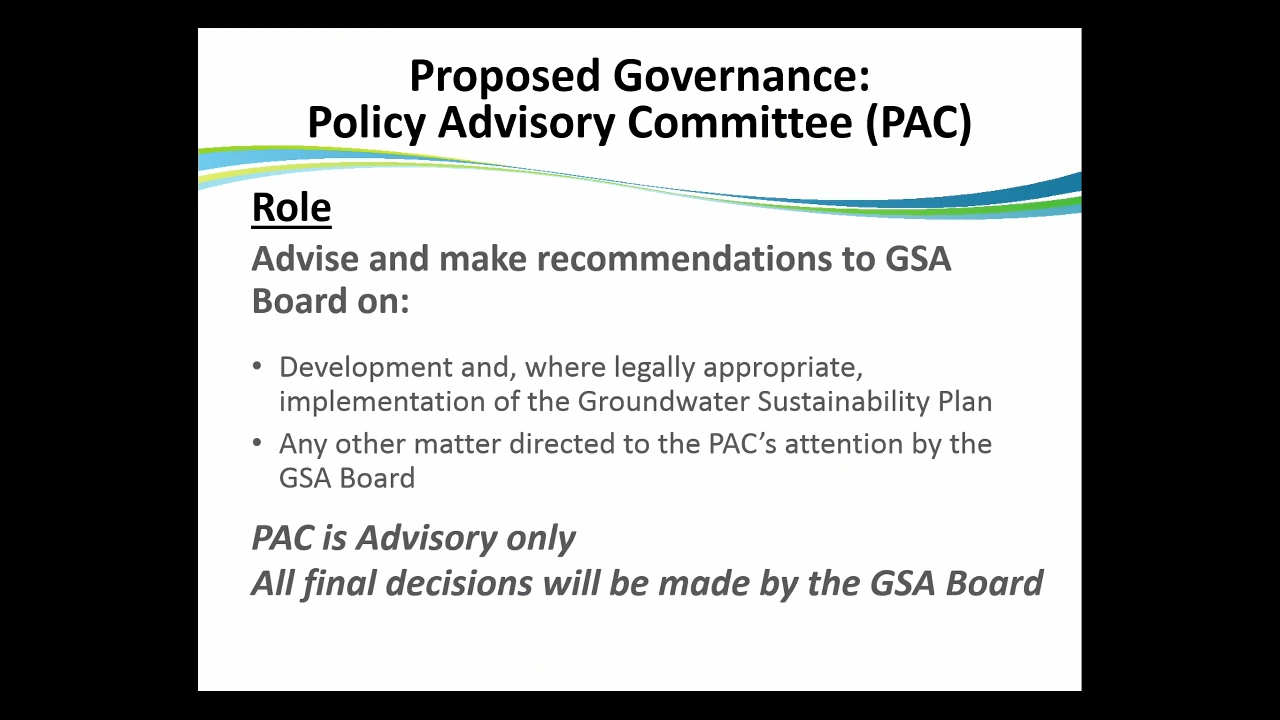 Proposed Governance:
Policy Advisory Committee (PAC)
Role
Advise and make recommendations to GSA
Board on:
• Development and, where legally appropriate,
implementation of the Groundwater Sustainability Plan
• Any other matter directed to the PAC’s attention by the
GSA Board
PAC is Advisory only
All final decisions will be made by the GSA Board